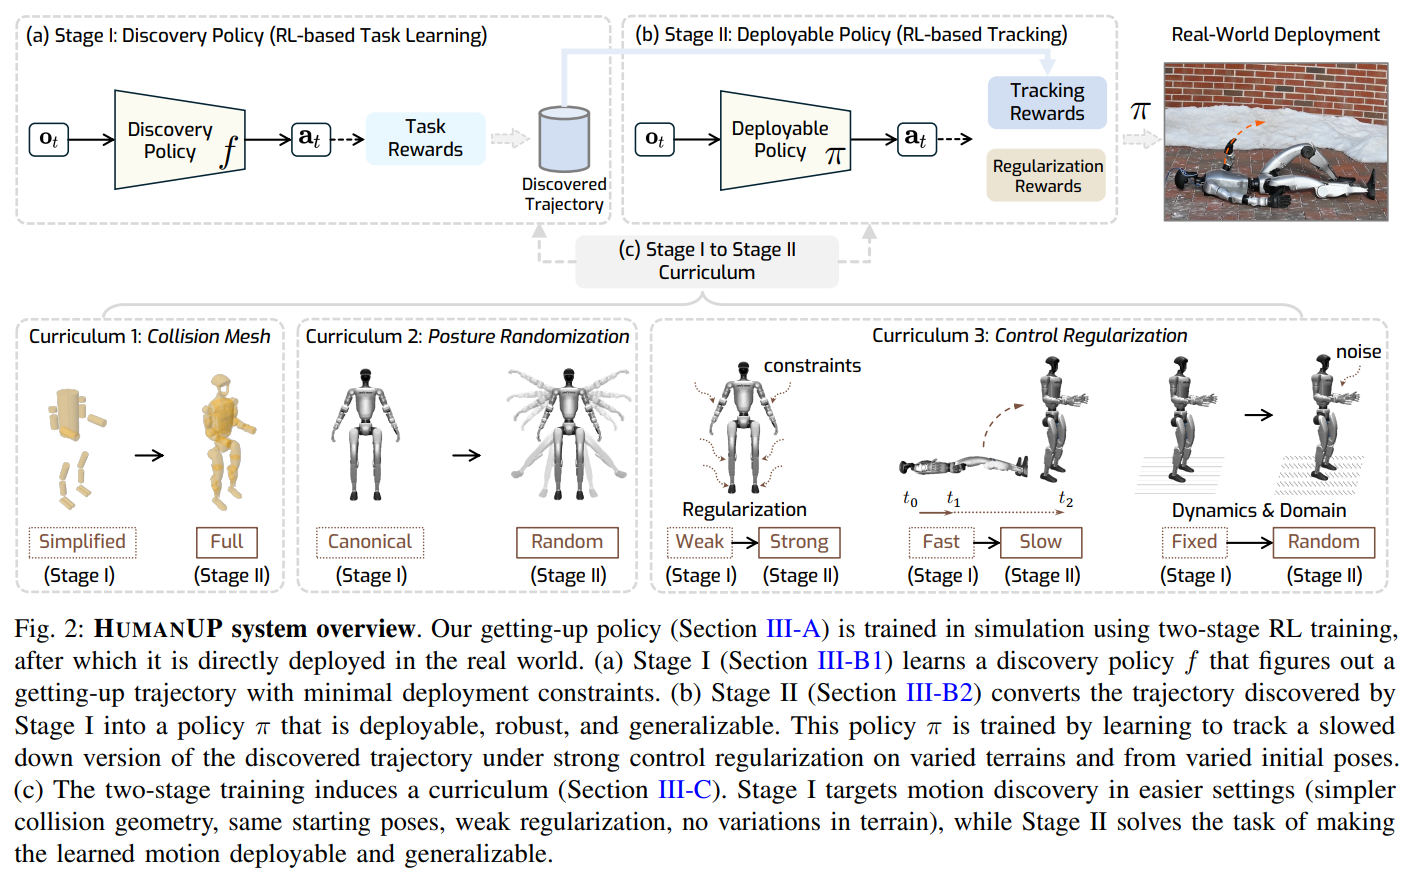 (a) Stage I: Discovery Policy (RL-based Task Learning)
o_t
Discovery
Policy f
a_t
Task
Rewards
Discovered
Trajectory
(b) Stage II: Deployable Policy (RL-based Tracking)
o_t
Deployable
Policy π
a_t
Tracking
Rewards
Regularization
Rewards
π
Real-World Deployment
(c) Stage I to Stage II
Curriculum
Curriculum 1: Collision Mesh
Simplified
(Stage I)
Full
(Stage II)
Curriculum 2: Posture Randomization
Canonical
(Stage I)
Random
(Stage II)
Curriculum 3: Control Regularization
constraints
Regularization
Weak
(Stage I)
Strong
(Stage II)
t0 t1 t2
Fast
(Stage I)
Slow
(Stage II)
noise
Dynamics & Domain
Fixed
(Stage I)
Random
(Stage II)
Fig. 2: HUMANUP system overview. Our getting-up policy (Section III-A) is trained in simulation using two-stage RL training,
after which it is directly deployed in the real world. (a) Stage I (Section III-B1) learns a discovery policy f that figures out a
getting-up trajectory with minimal deployment constraints. (b) Stage II (Section III-B2) converts the trajectory discovered by
Stage I into a policy π that is deployable, robust, and generalizable. This policy π is trained by learning to track a slowed
down version of the discovered trajectory under strong control regularization on varied terrains and from varied initial poses.
(c) The two-stage training induces a curriculum (Section III-C). Stage I targets motion discovery in easier settings (simpler
collision geometry, same starting poses, weak regularization, no variations in terrain), while Stage II solves the task of making
the learned motion deployable and generalizable.